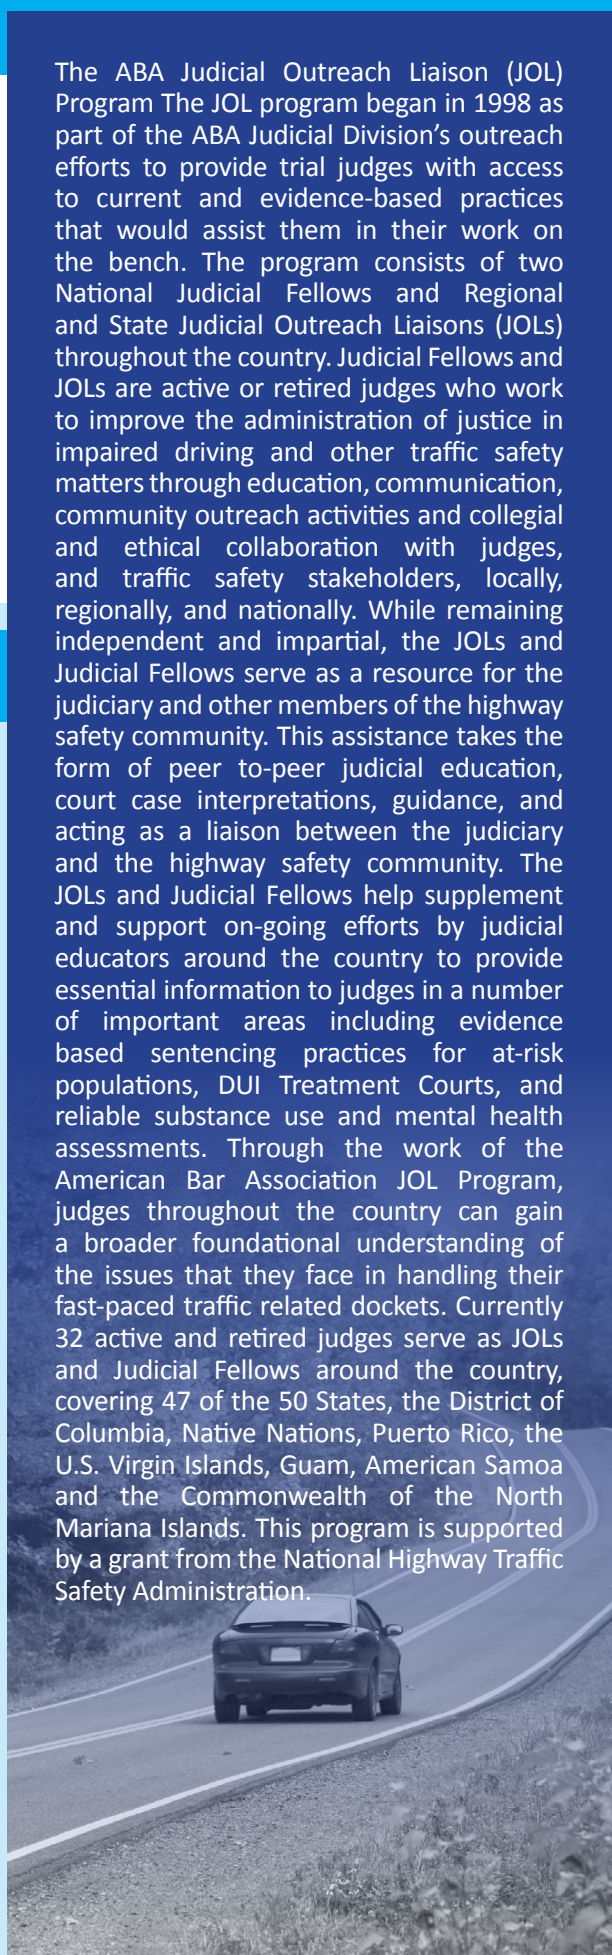 The ABA Judicial Outreach Liaison (JOL)
Program The JOL program began in 1998 as
part of the ABA Judicial Division’s outreach
efforts to provide trial judges with access
to current and evidence-based practices
that would assist them in their work on
the bench. The program consists of two
National Judicial Fellows and Regional
and State Judicial Outreach Liaisons (JOLs)
throughout the country. Judicial Fellows and
JOLs are active or retired judges who work
to improve the administration of justice in
impaired driving and other traffic safety
matters through education, communication,
community outreach activities and collegial
and ethical collaboration with judges,
and traffic safety stakeholders, locally,
regionally, and nationally. While remaining
independent and impartial, the JOLs and
Judicial Fellows serve as a resource for the
judiciary and other members of the highway
safety community. This assistance takes the
form of peer to-peer judicial education,
court case interpretations, guidance, and
acting as a liaison between the judiciary
and the highway safety community. The
JOLs and Judicial Fellows help supplement
and support on-going efforts by judicial
educators around the country to provide
essential information to judges in a number
of important areas including evidence
based sentencing practices for at-risk
populations, DUI Treatment Courts, and
reliable substance use and mental health
assessments. Through the work of the
American Bar Association JOL Program,
judges throughout the country can gain
a broader foundational understanding of
the issues that they face in handling their
fast-paced traffic related dockets. Currently
32 active and retired judges serve as JOLs
and Judicial Fellows around the country,
covering 47 of the 50 States, the District of
Columbia, Native Nations, Puerto Rico, the
U.S. Virgin Islands, Guam, American Samoa
and the Commonwealth of the North
Mariana Islands. This program is supported
by a grant from the National Highway Traffic
Safety Administration.